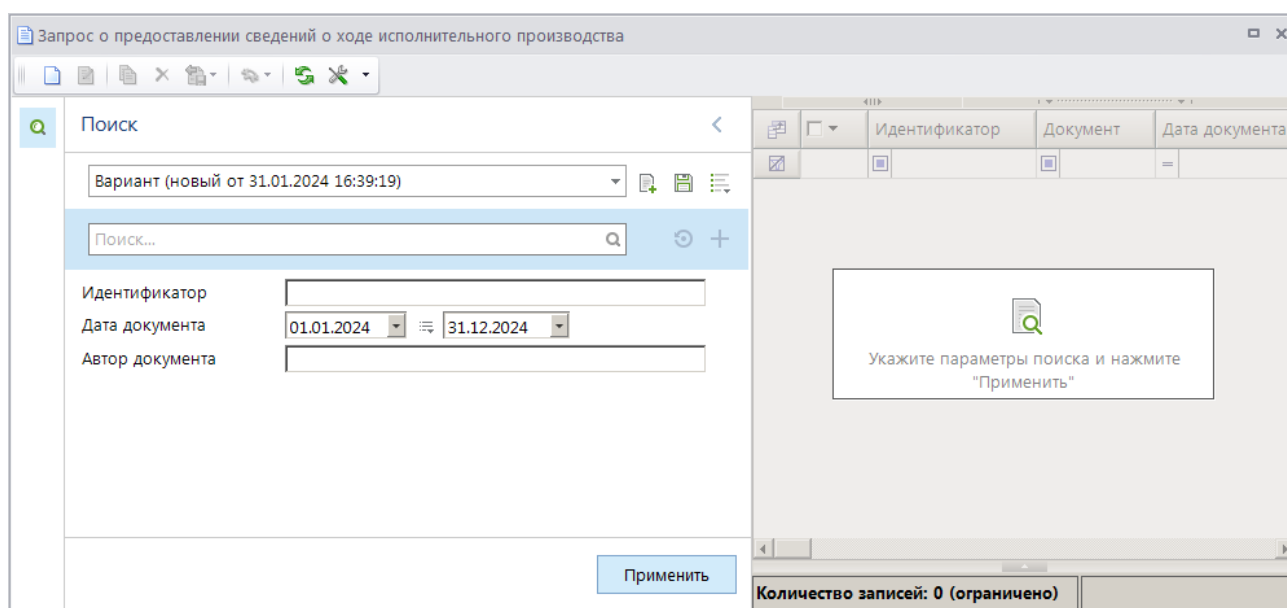 Запрос о предоставлении сведений о ходе исполнительного производства
Поиск
Вариант (новый от 31.01.2024 16:39:19)
Поиск...
Идентификатор
Дата документа 01.01.2024 31.12.2024
Автор документа
Применить
Идентификатор Документ Дата документа
=
Укажите параметры поиска и нажмите
"Применить"
Количество записей: 0 (ограничено)